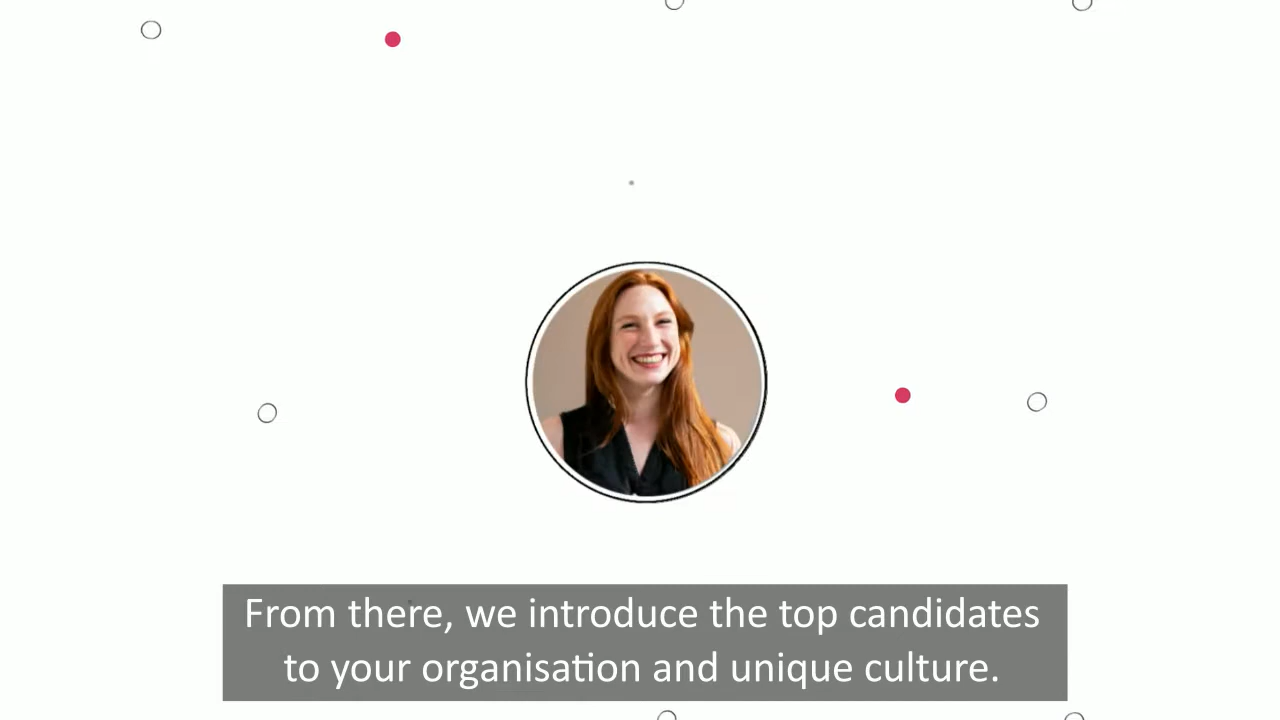 From there, we introduce the top candidates
to your organisation and unique culture.